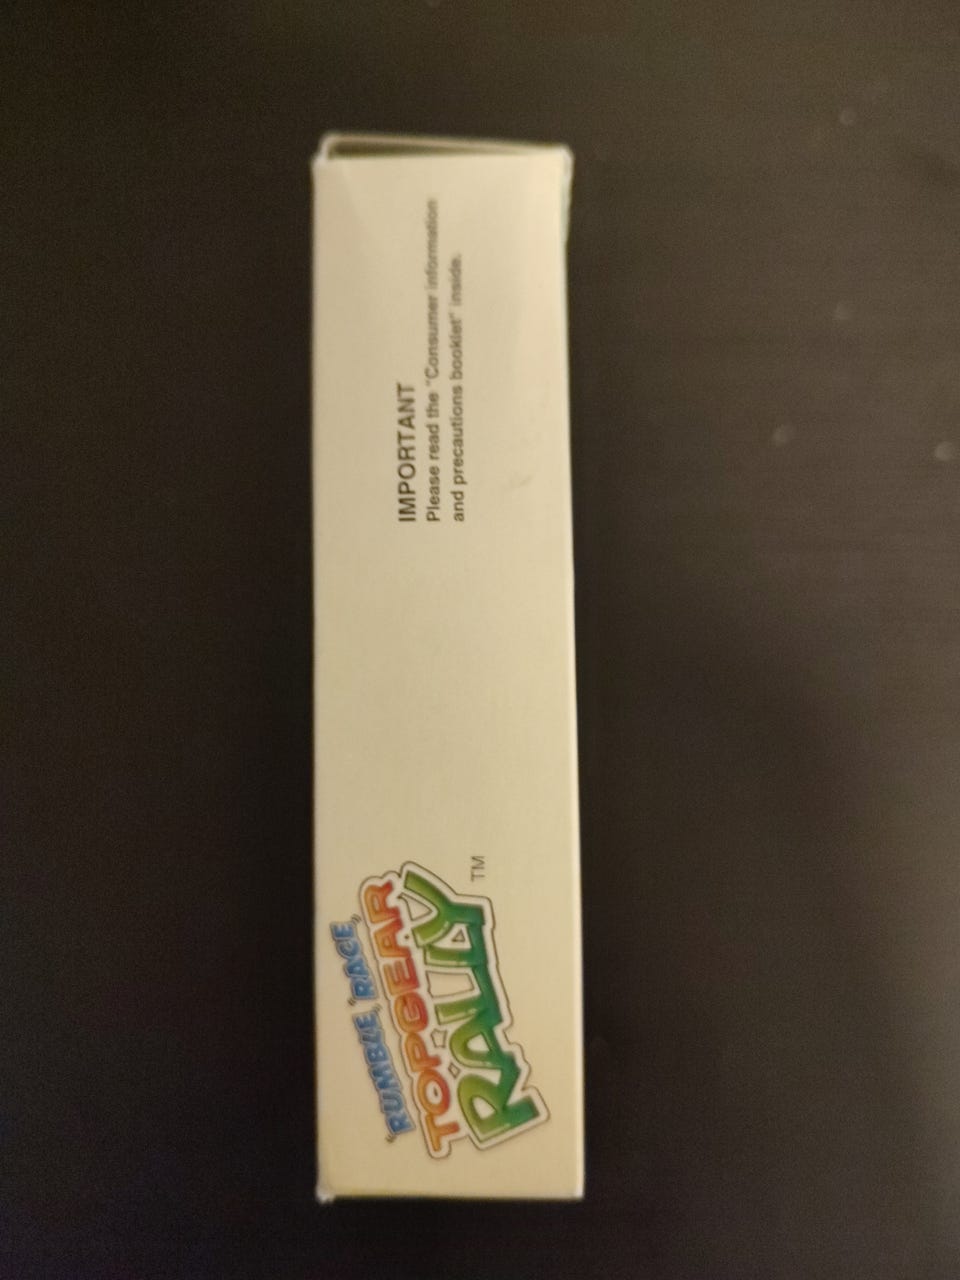 "RUMBLE,"RACE,"
TOP GEAR
RALLY TM
IMPORTANT
Please read the "Consumer information
and precautions booklet" inside.